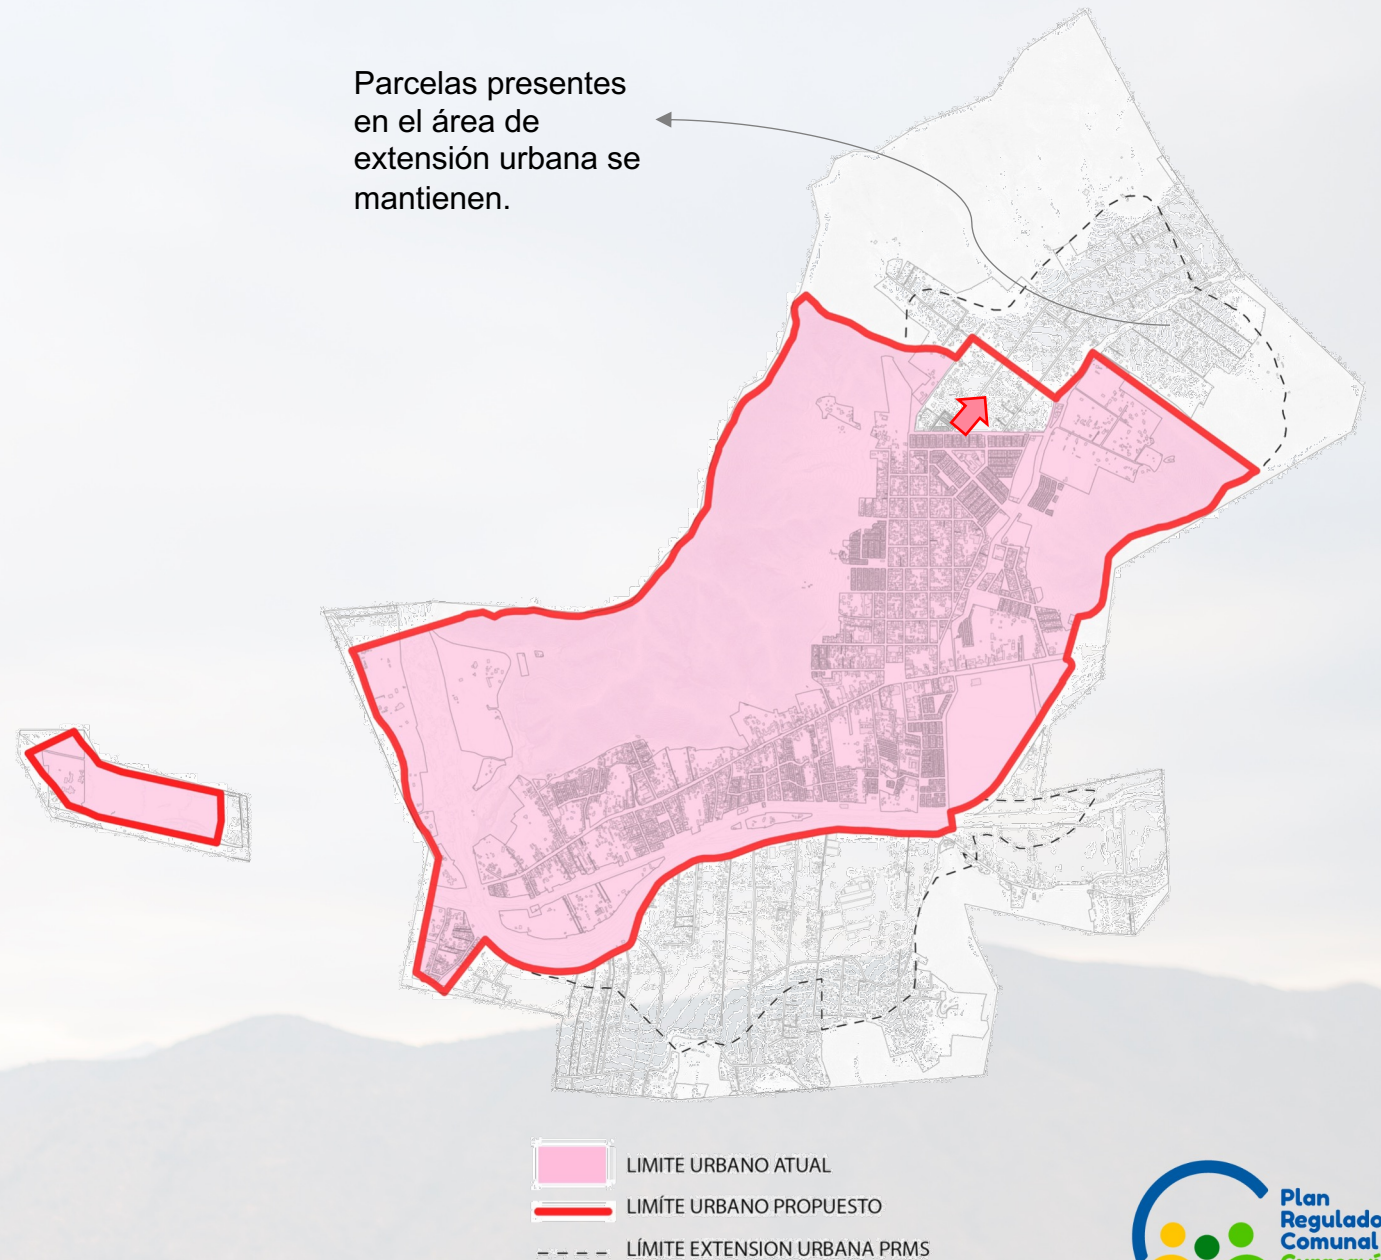 Parcelas presentes
en el área de
extensión urbana se
mantienen.
LIMITE URBANO ATUAL
LIMÍTE URBANO PROPUESTO
LÍMITE EXTENSION URBANA PRMS
Plan
Regulado
Comunal